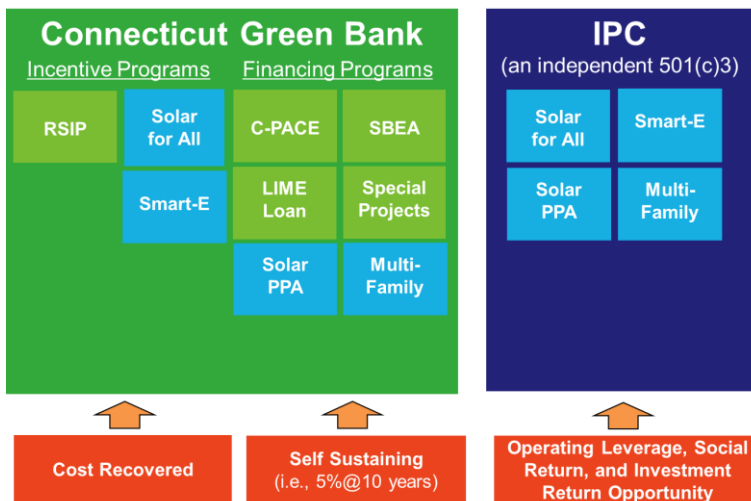 Connecticut Green Bank
Incentive Programs
Financing Programs
RSIP
Solar
for All
C-PACE
SBEA
Smart-E
LIME
Loan
Special
Projects
Solar
PPA
Multi-
Family
IPC
(an independent 501(c)3)
Solar
for All
Smart-E
Solar
PPA
Multi-
Family
Cost Recovered
Self Sustaining
(i.e., 5%@10 years)
Operating Leverage, Social
Return, and Investment
Return Opportunity